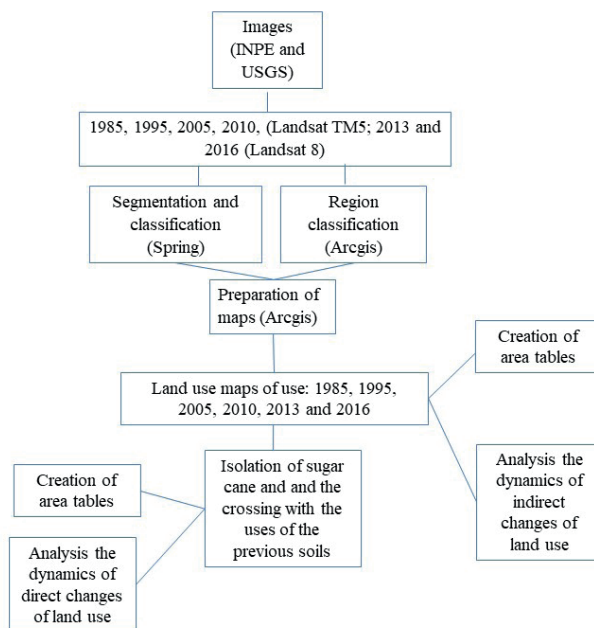 Images
(INPE and
USGS)
1985, 1995, 2005, 2010, (Landsat TM5; 2013 and
2016 (Landsat 8)
Segmentation and
classification
(Spring)
Region
classification
(Arcgis)
Preparation of
maps (Arcgis)
Creation of
area tables
Land use maps of use: 1985, 1995,
2005, 2010, 2013 and 2016
Analysis the
dynamics of
indirect
changes of
land use
Isolation of sugar
cane and and the
crossing with the
uses of the
previous soils
Creation of
area tables
Analysis the
dynamics of
direct changes
of land use